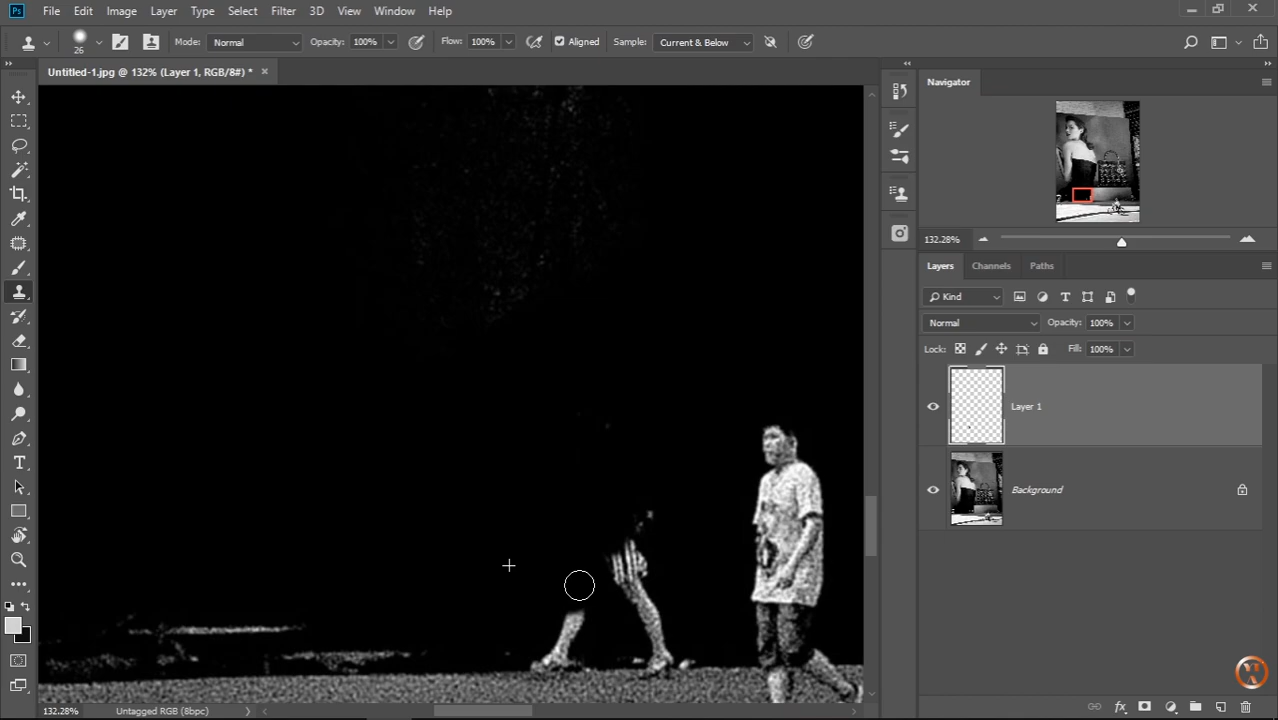 Ps File Edit Image Layer Type Select Filter 3D View Window Help
26 Mode: Normal Opacity: 100% Flow: 100% Aligned Sample: Current & Below
Untitled-1.jpg @ 132% (Layer 1, RGB/8#) * ×
Navigator
132.28%
Layers Channels Paths
Kind
Normal Opacity: 100%
Lock: Fill: 100%
Layer 1
Background
132.28% Untagged RGB (8bpc)